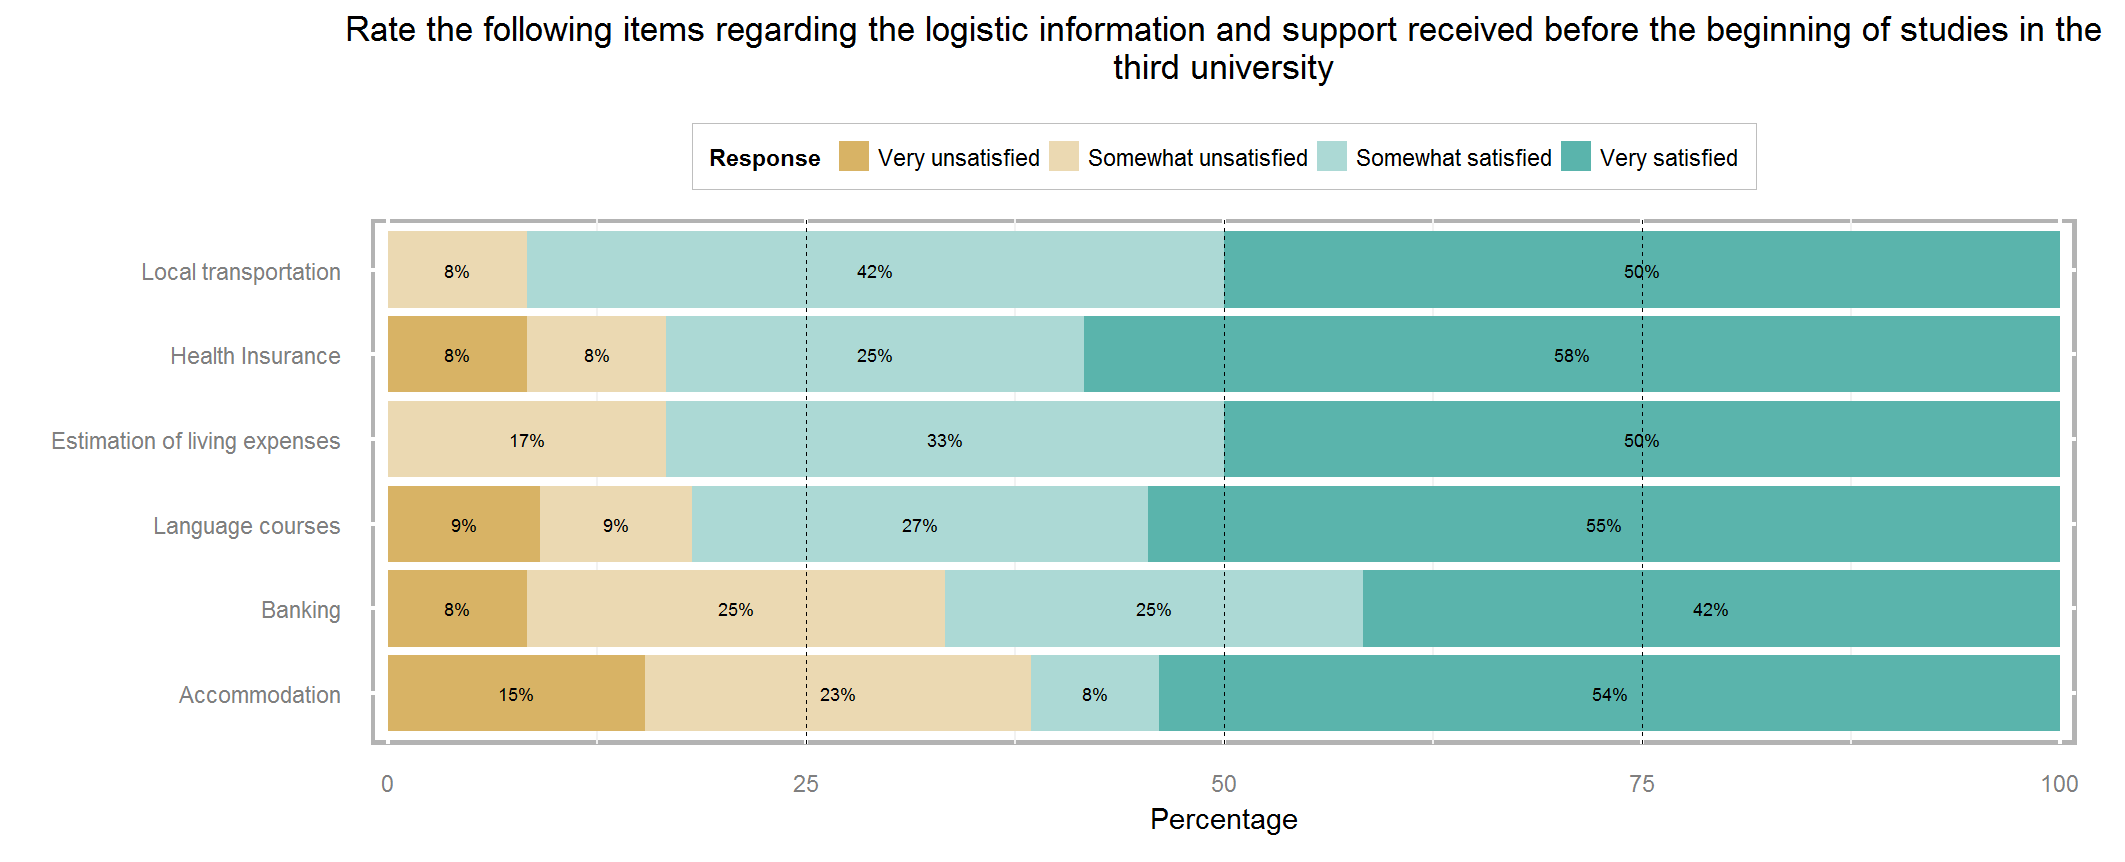 Rate the following items regarding the logistic information and support received before the beginning of studies in the
third university
Response Very unsatisfied Somewhat unsatisfied Somewhat satisfied Very satisfied
Local transportation 8% 42% 50%
Health Insurance 8% 8% 25% 58%
Estimation of living expenses 17% 33% 50%
Language courses 9% 9% 27% 55%
Banking 8% 25% 25% 42%
Accommodation 15% 23% 8% 54%
0 25 50 75 100
Percentage